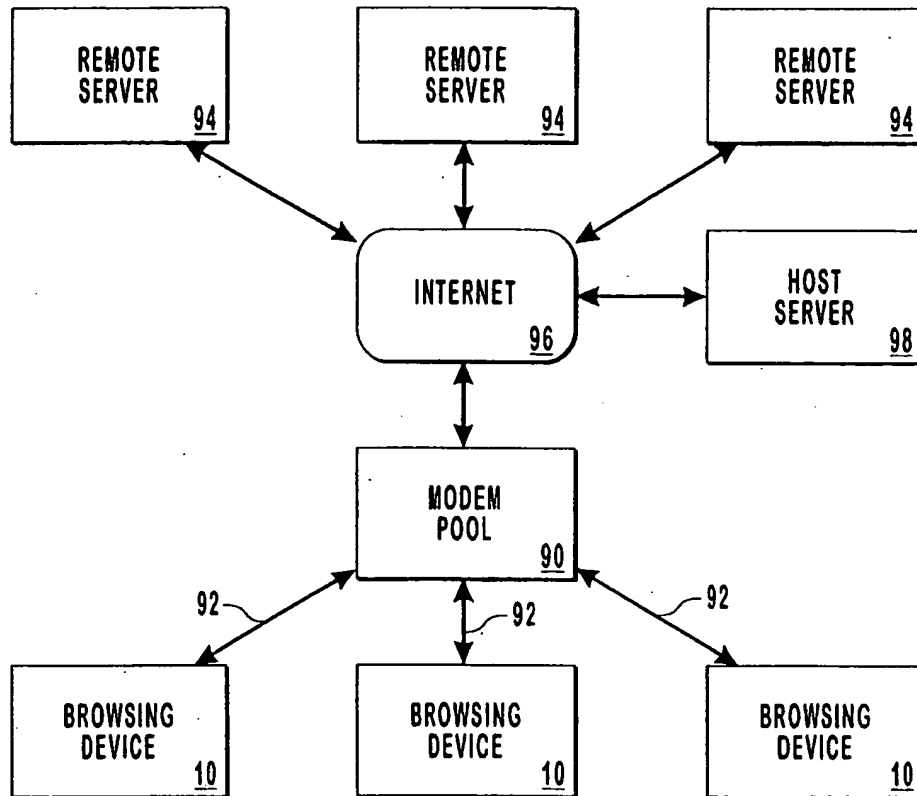 REMOTE
SERVER
94
REMOTE
SERVER
94
REMOTE
SERVER
94
INTERNET
96
HOST
SERVER
98
MODEM
POOL
90
92
92
92
BROWSING
DEVICE
10
BROWSING
DEVICE
10
BROWSING
DEVICE
10